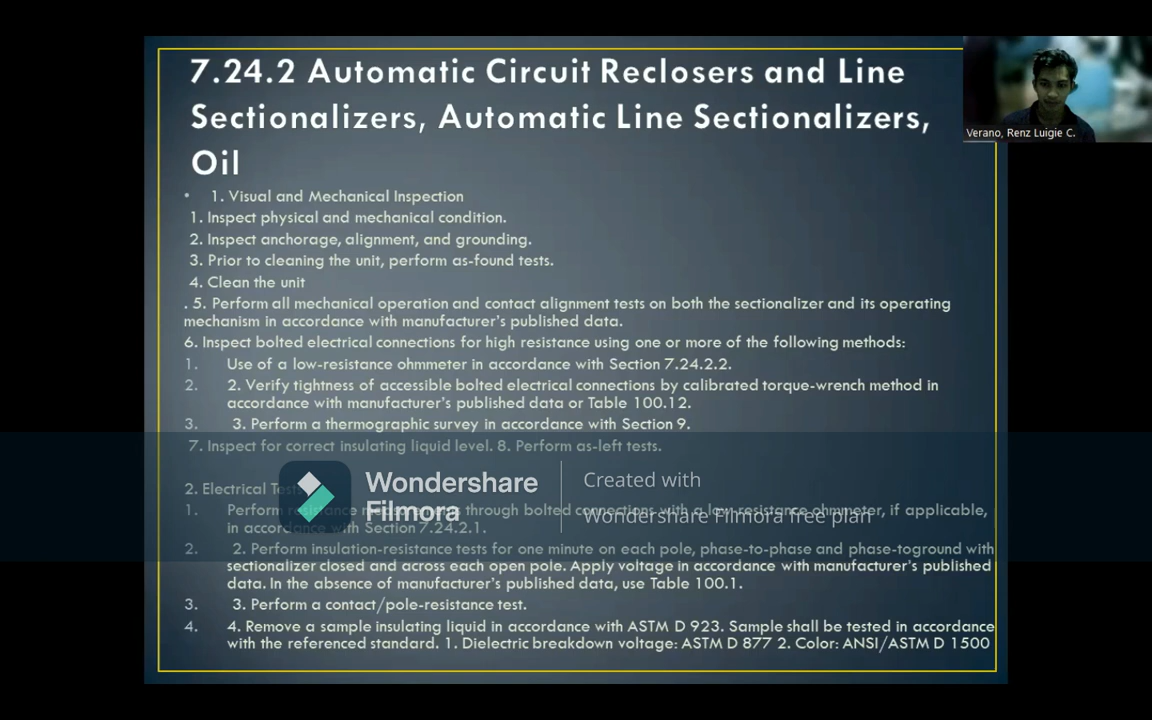 7.24.2 Automatic Circuit Reclosers and Line
Sectionalizers, Automatic Line Sectionalizers,
Oil
Verano, Renz Luigie C.
• 1. Visual and Mechanical Inspection
1. Inspect physical and mechanical condition.
2. Inspect anchorage, alignment, and grounding.
3. Prior to cleaning the unit, perform as-found tests.
4. Clean the unit
. 5. Perform all mechanical operation and contact alignment tests on both the sectionalizer and its operating
mechanism in accordance with manufacturer's published data.
6. Inspect bolted electrical connections for high resistance using one or more of the following methods:
1. Use of a low-resistance ohmmeter in accordance with Section 7.24.2.2.
2. 2. Verify tightness of accessible bolted electrical connections by calibrated torque-wrench method in
accordance with manufacturer's published data or Table 100.12.
3. 3. Perform a thermographic survey in accordance with Section 9.
7. Inspect for correct insulating liquid level. 8. Perform as-left tests.
2. Electrical Tests
1. Perform resistance measurements through bolted connections with a low-resistance ohmmeter, if applicable,
in accordance with Section 7.24.2.1.
Wondershare
Filmora
Created with
Wondershare Filmora free plan
2. 2. Perform insulation-resistance tests for one minute on each pole, phase-to-phase and phase-toground with
sectionalizer closed and across each open pole. Apply voltage in accordance with manufacturer's published
data. In the absence of manufacturer's published data, use Table 100.1.
3. 3. Perform a contact/pole-resistance test.
4. 4. Remove a sample insulating liquid in accordance with ASTM D 923. Sample shall be tested in accordance
with the referenced standard. 1. Dielectric breakdown voltage: ASTM D 877 2. Color: ANSI/ASTM D 1500